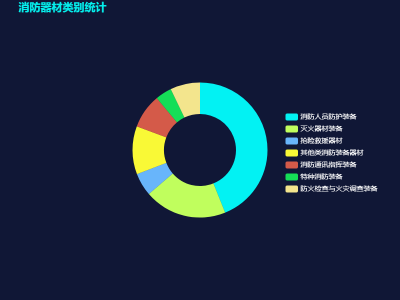 消防器材类别统计
消防人员防护装备
灭火器材装备
抢险救援器材
其他类消防装备器材
消防通讯指挥装备
特种消防装备
防火检查与火灾调查装备